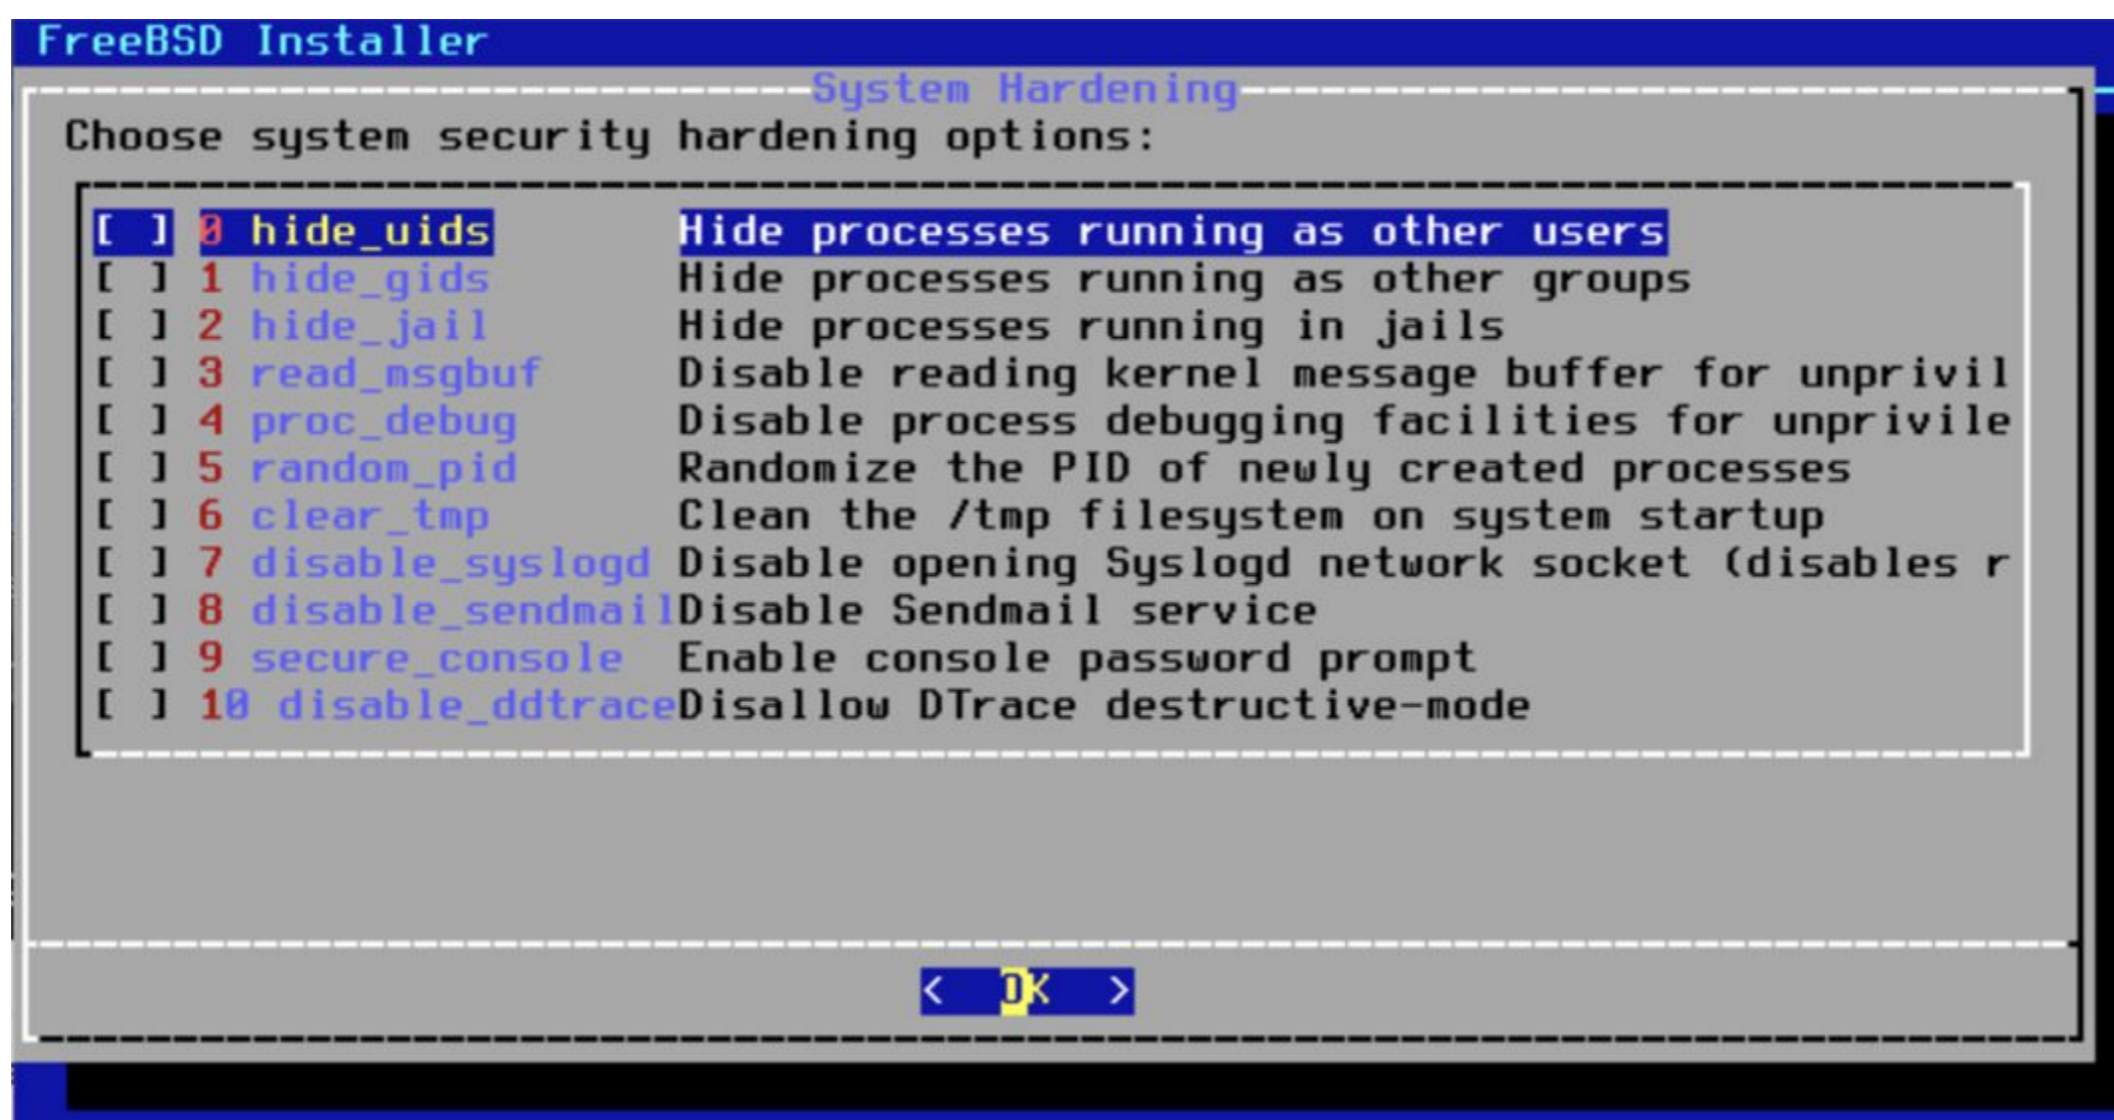 FreeBSD Installer
System Hardening
Choose system security hardening options:
[ ] 0 hide_uids Hide processes running as other users
[ ] 1 hide_gids Hide processes running as other groups
[ ] 2 hide_jail Hide processes running in jails
[ ] 3 read_msgbuf Disable reading kernel message buffer for unprivil
[ ] 4 proc_debug Disable process debugging facilities for unprivile
[ ] 5 random_pid Randomize the PID of newly created processes
[ ] 6 clear_tmp Clean the /tmp filesystem on system startup
[ ] 7 disable_syslogd Disable opening Syslogd network socket (disables r
[ ] 8 disable_sendmail Disable Sendmail service
[ ] 9 secure_console Enable console password prompt
[ ] 10 disable_ddtrace Disallow DTrace destructive-mode
< OK >